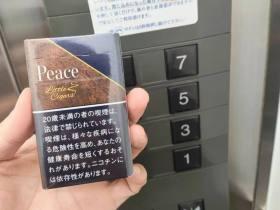 Peace
Little Cigars
20歳未満の者の喫煙は、
法律で禁じられています。
喫煙は、様々な疾病にな
る危険性を高め、あなたの
健康寿命を短くするおそ
れがあります。ニコチンに
は依存性があります。
7
5
3
1